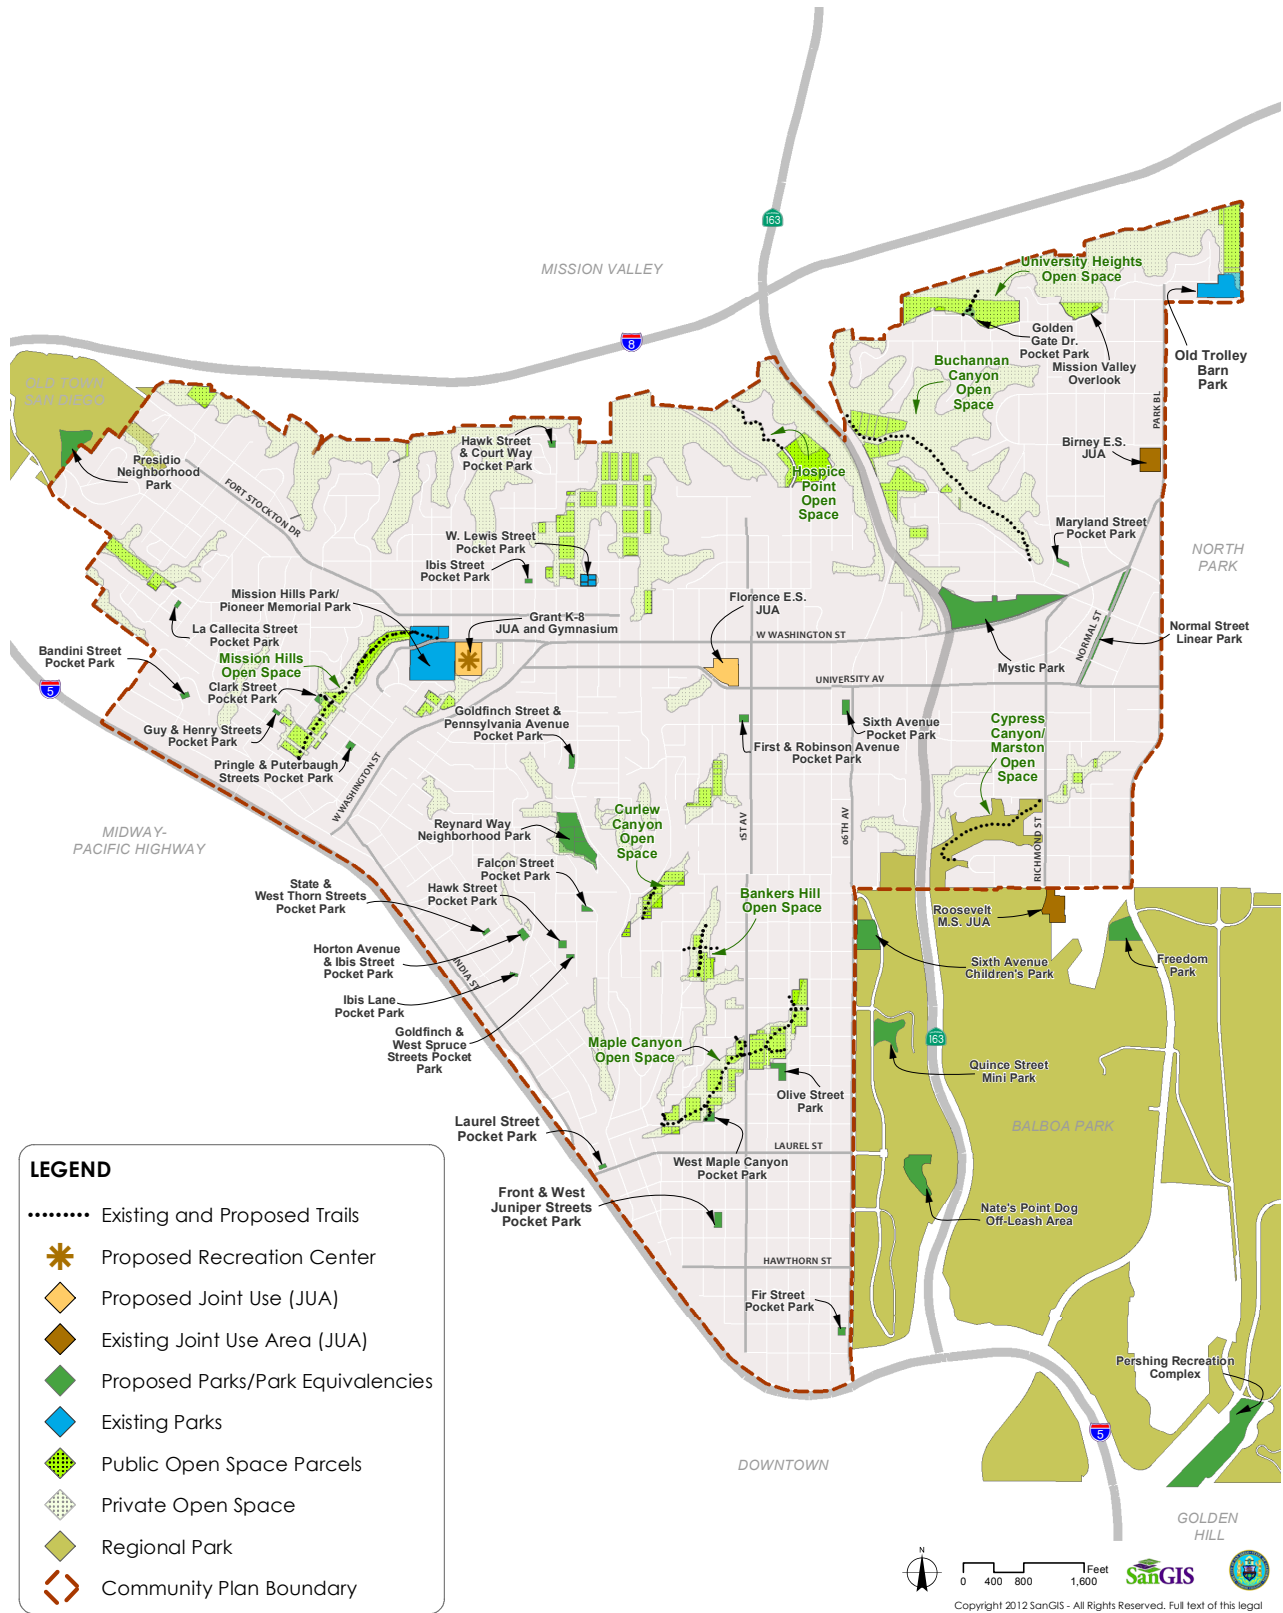 163
MISSION VALLEY
University Heights
Open Space
8
OLD TOWN
SAN DIEGO
Golden
Gate Dr.
Pocket Park
Mission Valley
Overlook
Old Trolley
Barn
Park
Buchannan
Canyon
Open
Space
PARK BL
Presidio
Neighborhood
Park
Hawk Street
& Court Way
Pocket Park
Hospice
Point
Open
Space
Birney E.S.
JUA
FORT STOCKTON DR
W. Lewis Street
Pocket Park
Ibis Street
Pocket Park
Maryland Street
Pocket Park
NORTH
PARK
Mission Hills Park/
Pioneer Memorial Park
Florence E.S.
JUA
Grant K-8
JUA and Gymnasium
La Callecita Street
Pocket Park
W WASHINGTON ST
NORMAL ST
Normal Street
Linear Park
Bandini Street
Pocket Park
Mission Hills
Open Space
Mystic Park
5
Clark Street
Pocket Park
UNIVERSITY AV
Guy & Henry Streets
Pocket Park
Goldfinch Street &
Pennsylvania Avenue
Pocket Park
Sixth Avenue
Pocket Park
First & Robinson Avenue
Pocket Park
Cypress
Canyon/
Marston
Open
Space
Pringle & Puterbaugh
Streets Pocket Park
W WASHINGTON ST
MIDWAY-
PACIFIC HIGHWAY
Reynard Way
Neighborhood Park
Curlew
Canyon
Open
Space
1ST AV
06TH AV
RICHMOND ST
Falcon Street
Pocket Park
State &
West Thorn Streets
Pocket Park
Hawk Street
Pocket Park
Bankers Hill
Open Space
Roosevelt
M.S. JUA
Horton Avenue
& Ibis Street
Pocket Park
INDIA ST
Sixth Avenue
Children's Park
Freedom
Park
Ibis Lane
Pocket Park
Goldfinch &
West Spruce
Streets Pocket
Park
Maple Canyon
Open Space
163
Quince Street
Mini Park
Olive Street
Park
BALBOA PARK
Laurel Street
Pocket Park
LAUREL ST
West Maple Canyon
Pocket Park
Front & West
Juniper Streets
Pocket Park
Nate's Point Dog
Off-Leash Area
HAWTHORN ST
Fir Street
Pocket Park
Pershing Recreation
Complex
5
DOWNTOWN
GOLDEN
HILL
LEGEND
Existing and Proposed Trails
Proposed Recreation Center
Proposed Joint Use (JUA)
Existing Joint Use Area (JUA)
Proposed Parks/Park Equivalencies
Existing Parks
Public Open Space Parcels
Private Open Space
Regional Park
Community Plan Boundary
N
Feet
0 400 800 1,600
SanGIS
Copyright 2012 SanGIS - All Rights Reserved. Full text of this legal